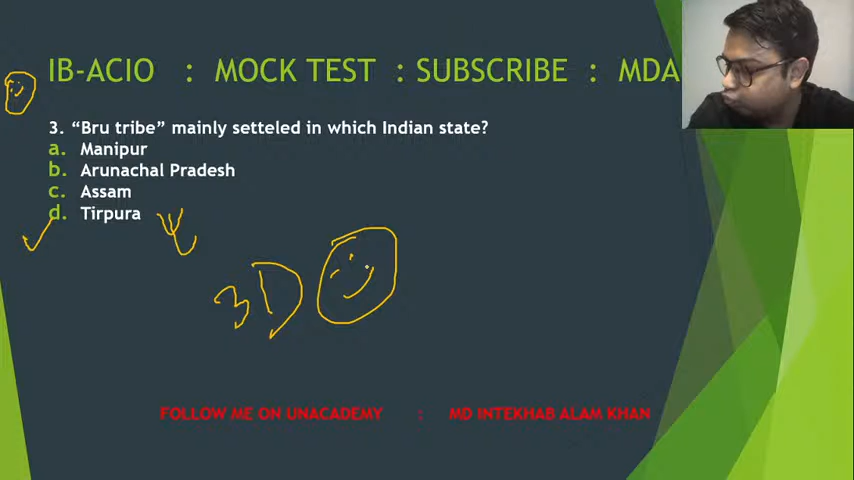 IB-ACIO : MOCK TEST : SUBSCRIBE : MDA
3. “Bru tribe” mainly setteled in which Indian state?
a. Manipur
b. Arunachal Pradesh
c. Assam
d. Tirpura
3D
FOLLOW ME ON UNACADEMY : MD INTEKHAB ALAM KHAN